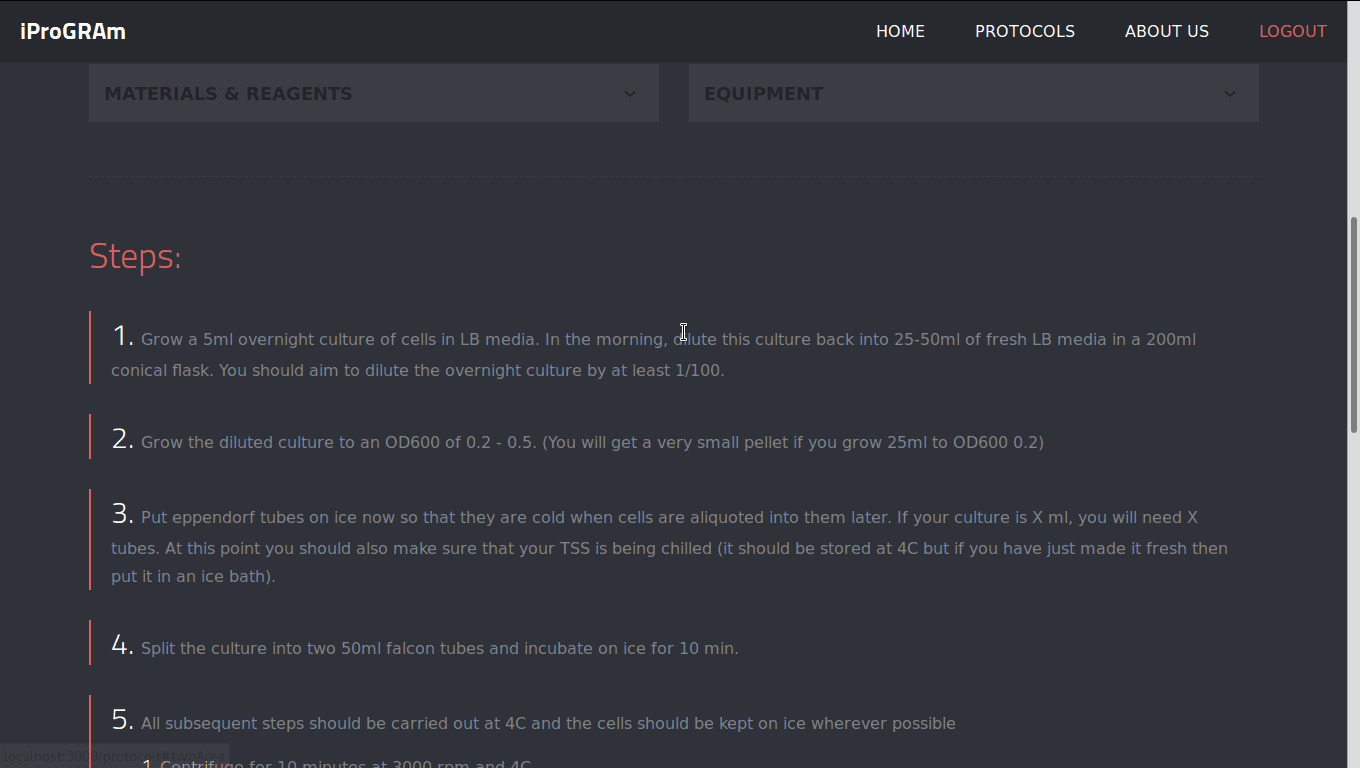 iProGRAm
HOME
PROTOCOLS
ABOUT US
LOGOUT
MATERIALS & REAGENTS
EQUIPMENT
Steps:
1. Grow a 5ml overnight culture of cells in LB media. In the morning, dilute this culture back into 25-50ml of fresh LB media in a 200ml
conical flask. You should aim to dilute the overnight culture by at least 1/100.
2. Grow the diluted culture to an OD600 of 0.2 - 0.5. (You will get a very small pellet if you grow 25ml to OD600 0.2)
3. Put eppendorf tubes on ice now so that they are cold when cells are aliquoted into them later. If your culture is X ml, you will need X
tubes. At this point you should also make sure that your TSS is being chilled (it should be stored at 4C but if you have just made it fresh then
put it in an ice bath).
4. Split the culture into two 50ml falcon tubes and incubate on ice for 10 min.
5. All subsequent steps should be carried out at 4C and the cells should be kept on ice wherever possible
1. Centrifuge for 10 minutes at 3000 rpm and 4C